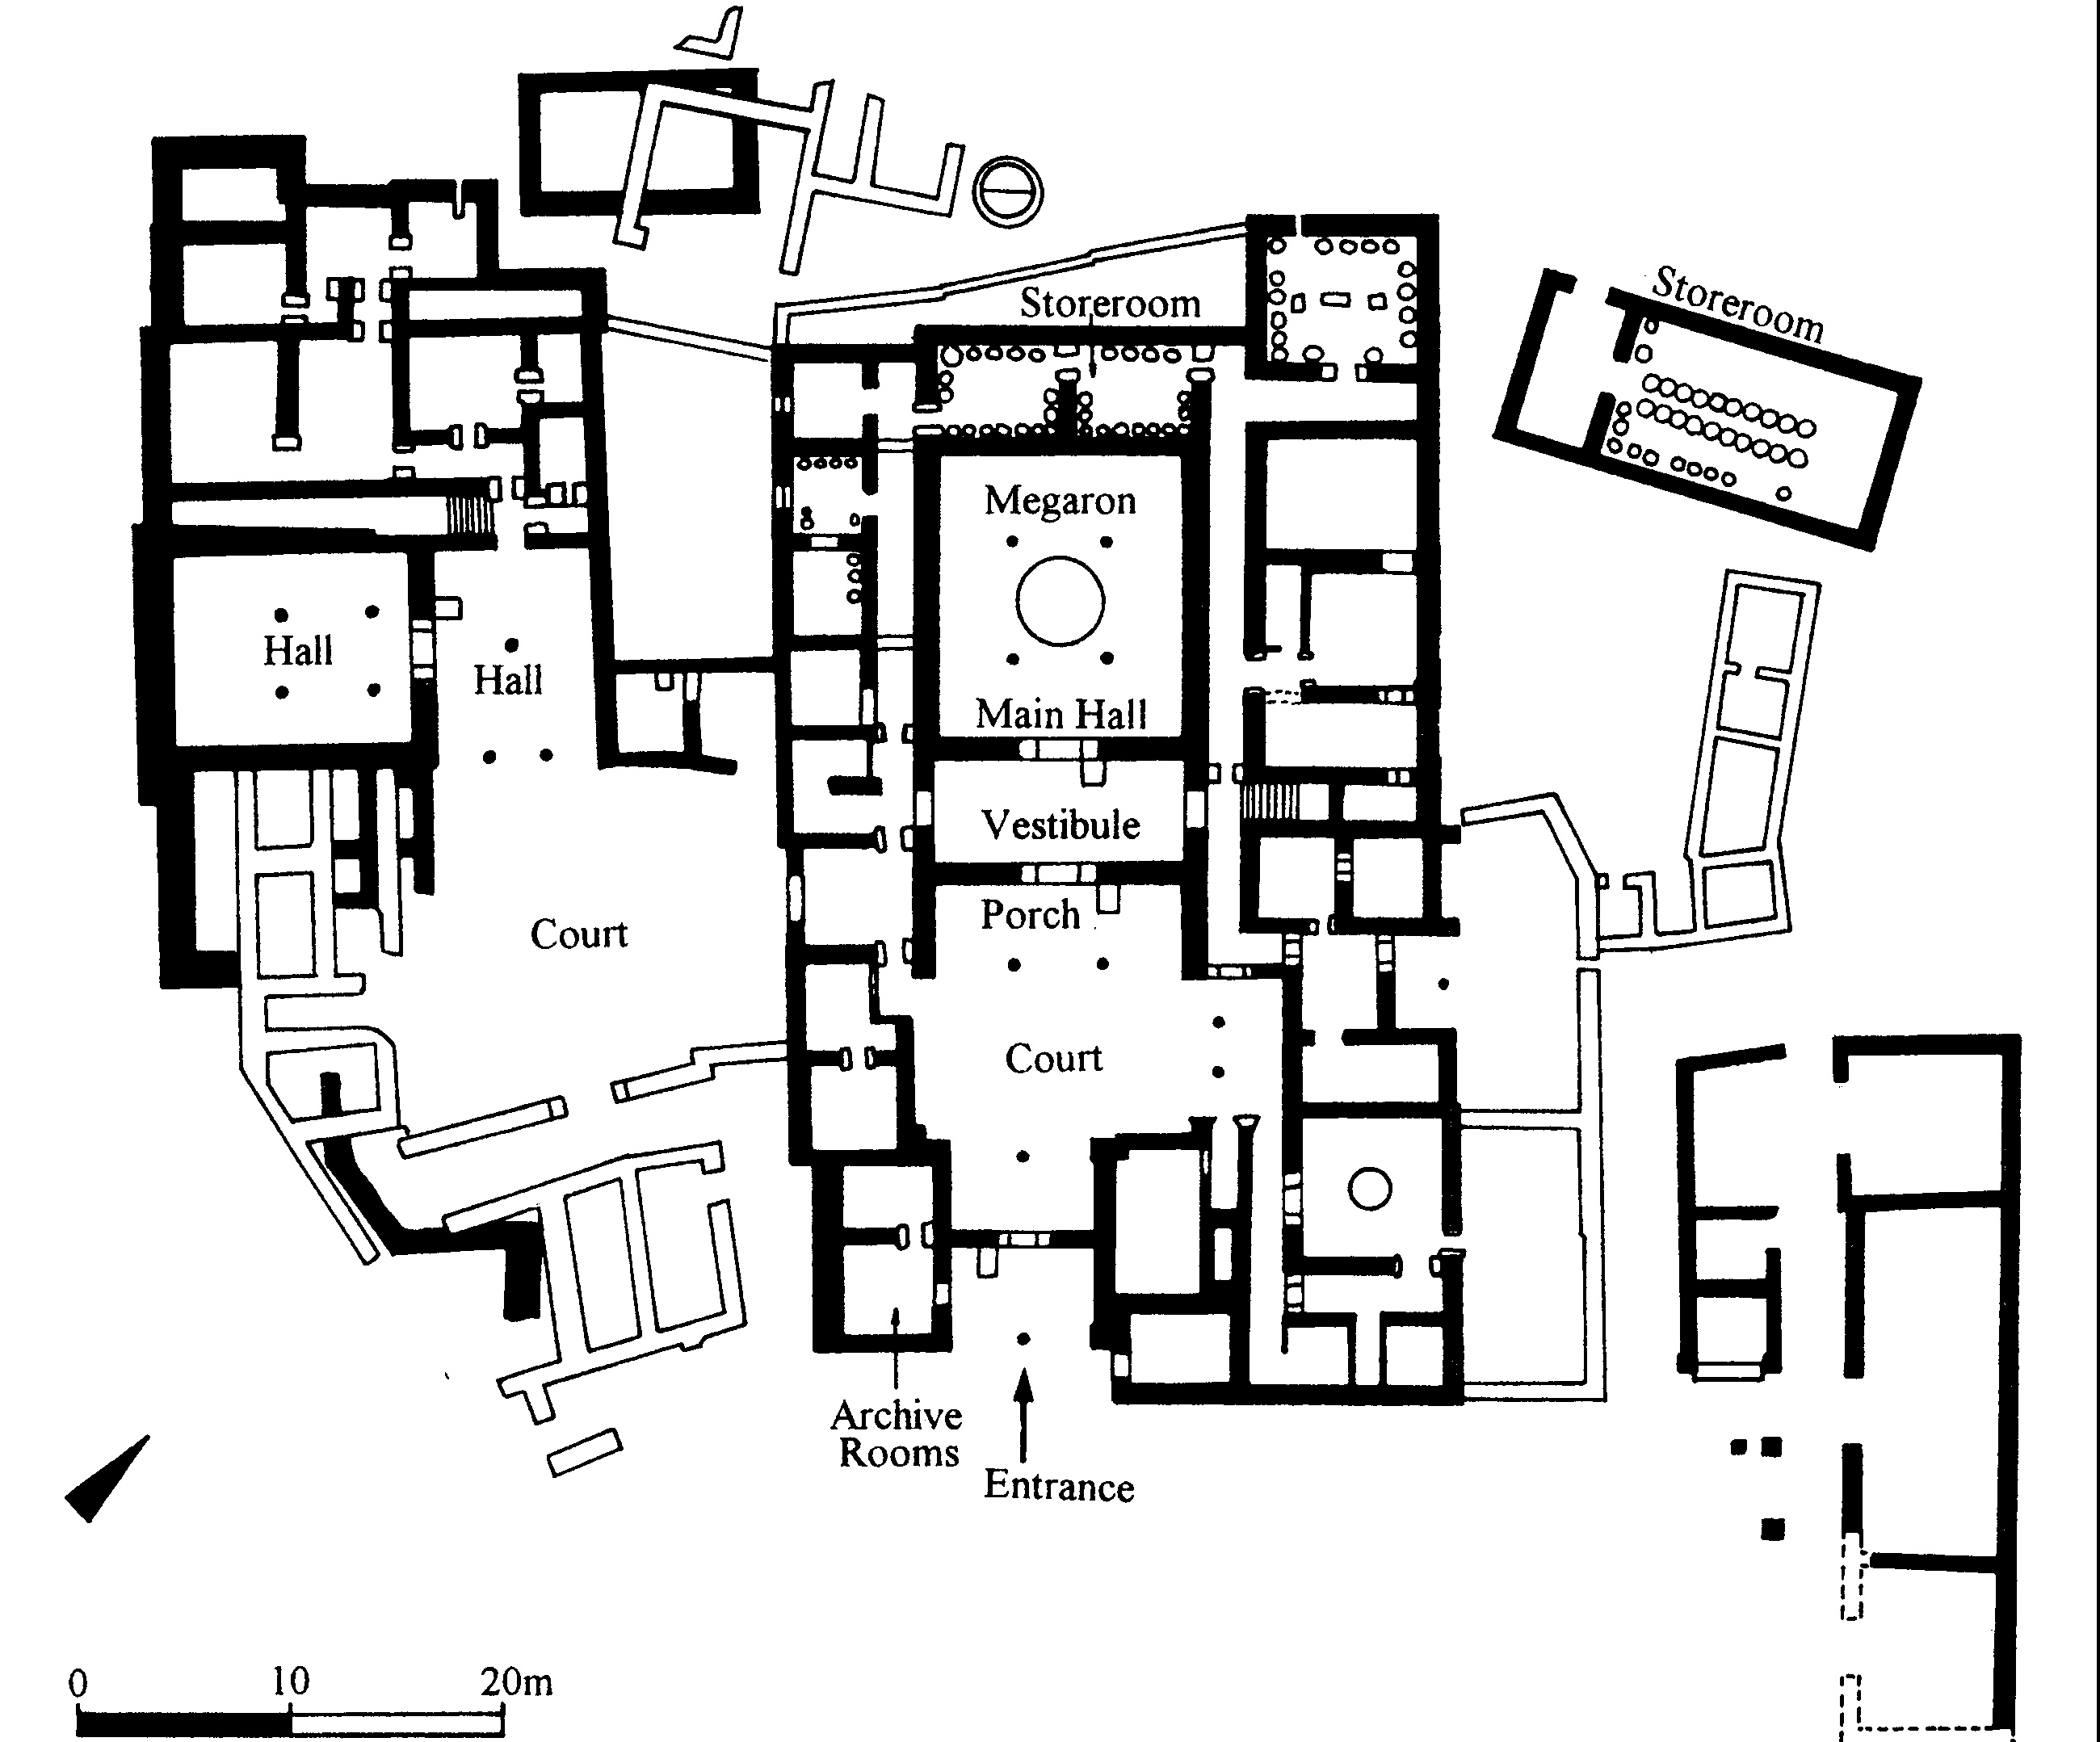 Storeroom
Storeroom
Megaron
Hall
Hall
Main Hall
Vestibule
Porch
Court
Court
Archive
Rooms
Entrance
0 10 20m